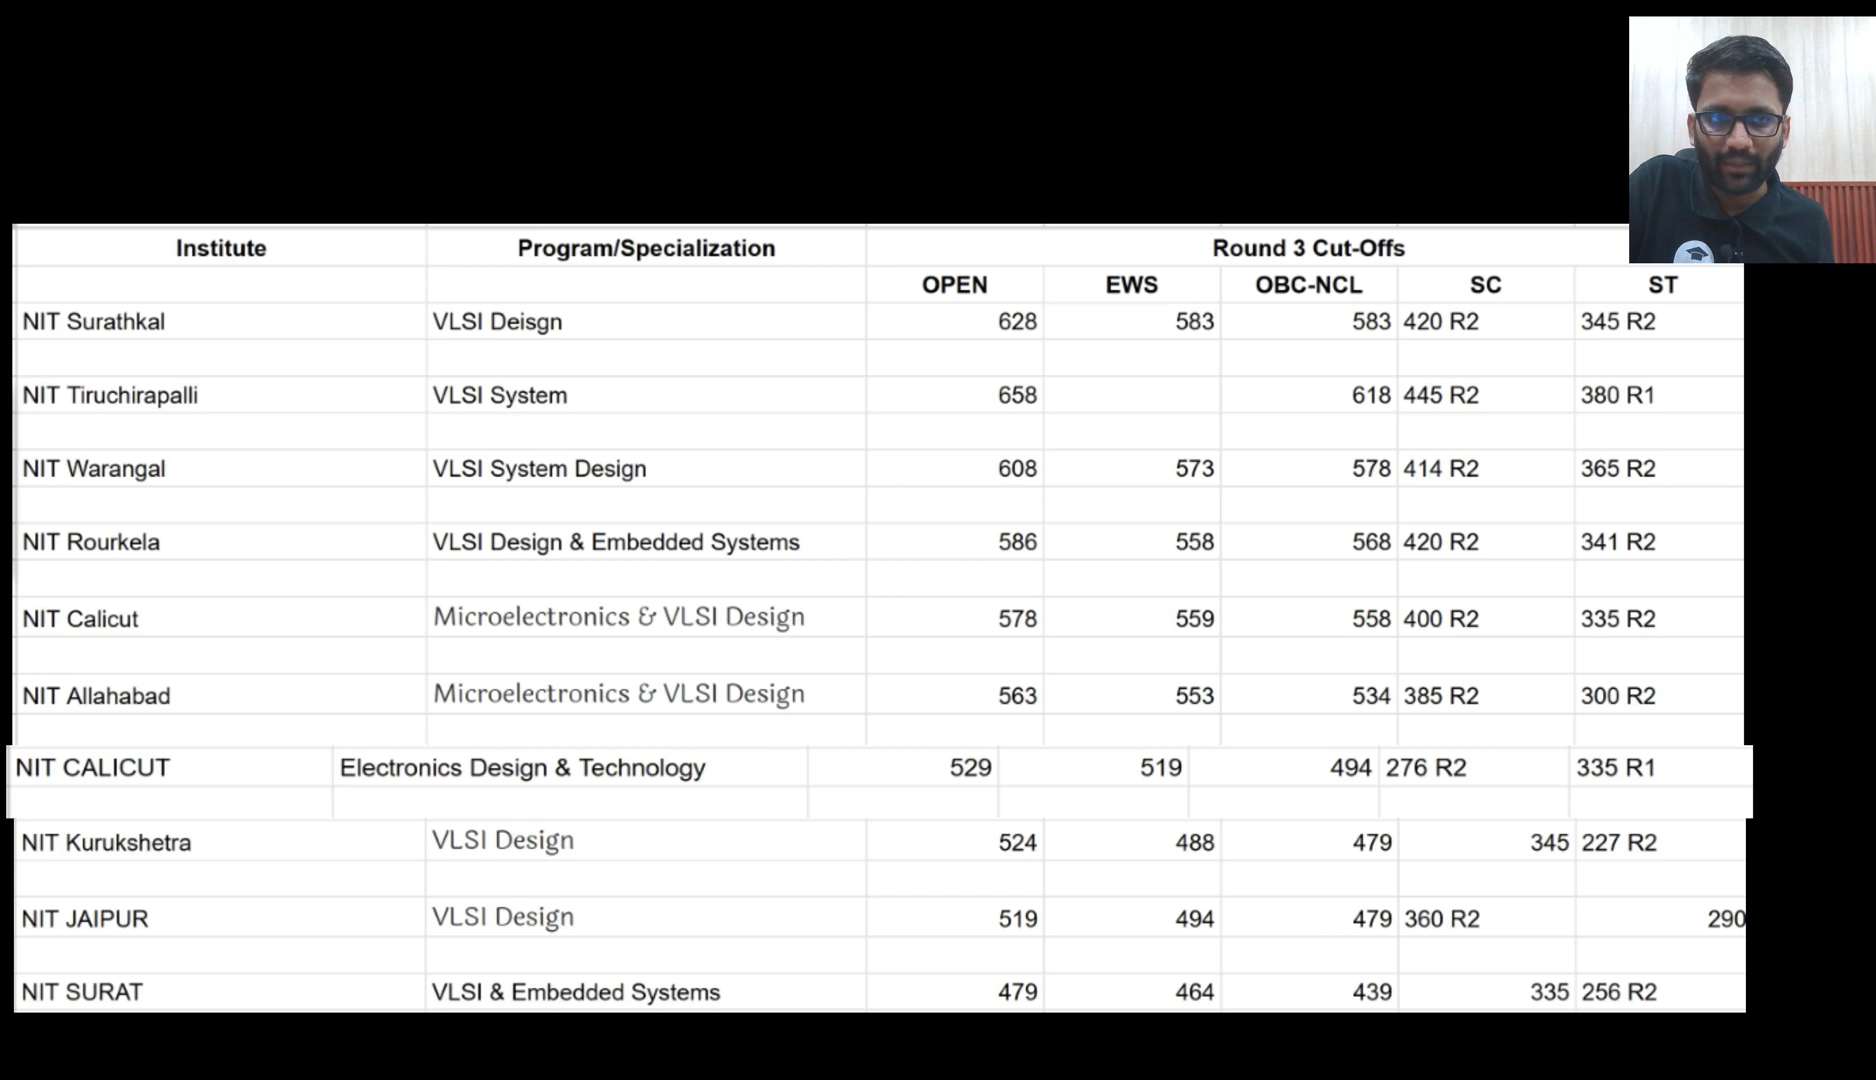 Institute Program/Specialization Round 3 Cut-Offs
OPEN EWS OBC-NCL SC ST
NIT Surathkal VLSI Deisgn 628 583 583 420 R2 345 R2
NIT Tiruchirapalli VLSI System 658 618 445 R2 380 R1
NIT Warangal VLSI System Design 608 573 578 414 R2 365 R2
NIT Rourkela VLSI Design & Embedded Systems 586 558 568 420 R2 341 R2
NIT Calicut Microelectronics & VLSI Design 578 559 558 400 R2 335 R2
NIT Allahabad Microelectronics & VLSI Design 563 553 534 385 R2 300 R2
NIT CALICUT Electronics Design & Technology 529 519 494 276 R2 335 R1
NIT Kurukshetra VLSI Design 524 488 479 345 227 R2
NIT JAIPUR VLSI Design 519 494 479 360 R2 290
NIT SURAT VLSI & Embedded Systems 479 464 439 335 256 R2